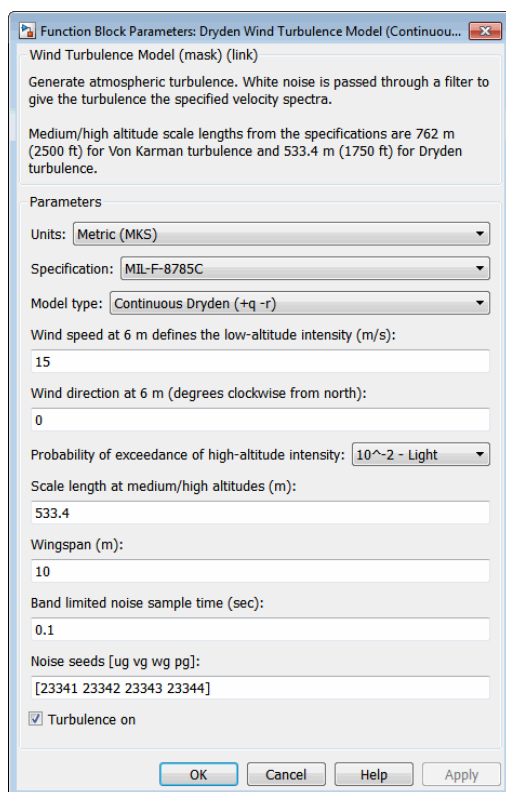 Function Block Parameters: Dryden Wind Turbulence Model (Continuou...
Wind Turbulence Model (mask) (link)
Generate atmospheric turbulence. White noise is passed through a filter to
give the turbulence the specified velocity spectra.
Medium/high altitude scale lengths from the specifications are 762 m
(2500 ft) for Von Karman turbulence and 533.4 m (1750 ft) for Dryden
turbulence.
Parameters
Units: Metric (MKS)
Specification: MIL-F-8785C
Model type: Continuous Dryden (+q -r)
Wind speed at 6 m defines the low-altitude intensity (m/s):
15
Wind direction at 6 m (degrees clockwise from north):
0
Probability of exceedance of high-altitude intensity: 10^-2 - Light
Scale length at medium/high altitudes (m):
533.4
Wingspan (m):
10
Band limited noise sample time (sec):
0.1
Noise seeds [ug vg wg pg]:
[23341 23342 23343 23344]
Turbulence on
OK Cancel Help Apply